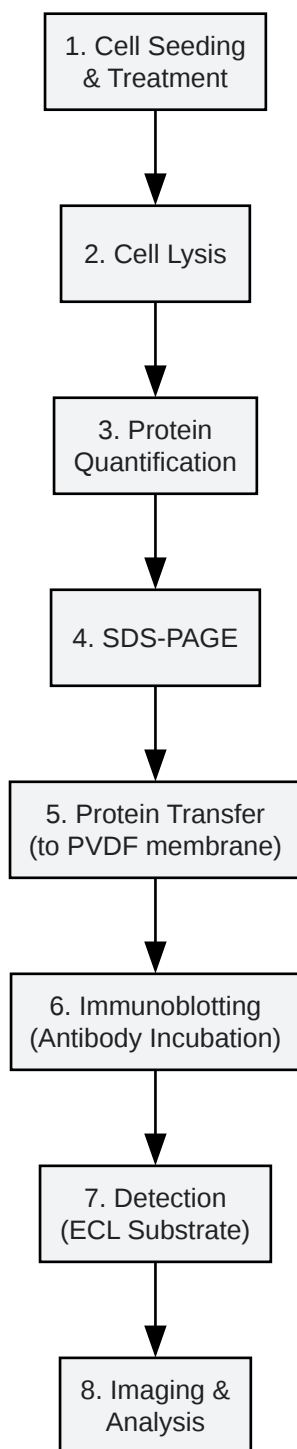 1. Cell Seeding
& Treatment
2. Cell Lysis
3. Protein
Quantification
4. SDS-PAGE
5. Protein Transfer
(to PVDF membrane)
6. Immunoblotting
(Antibody Incubation)
7. Detection
(ECL Substrate)
8. Imaging &
Analysis